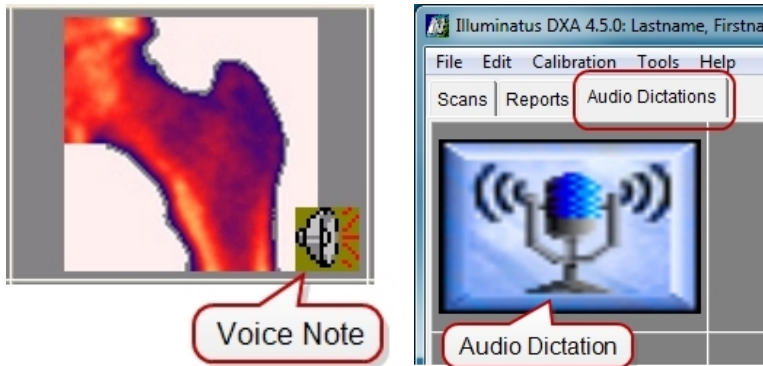 Voice Note
Illuminatus DXA 4.5.0: Lastname, Firstna
File Edit Calibration Tools Help
Scans Reports Audio Dictations
Audio Dictation